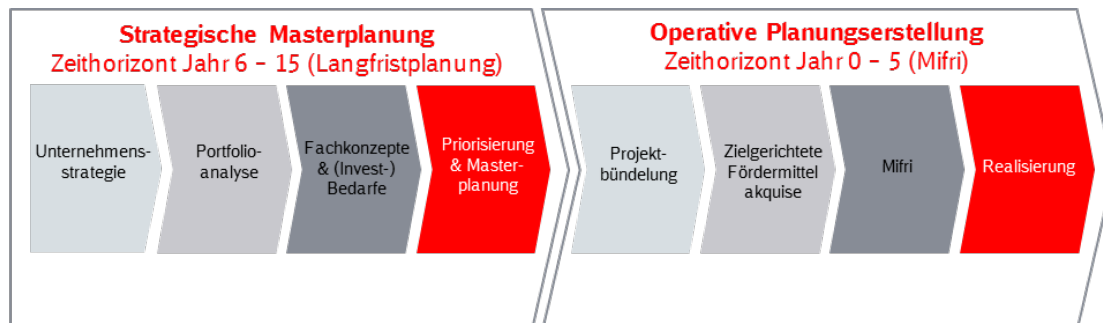 Strategische Masterplanung
Zeithorizont Jahr 6 – 15 (Langfristplanung)
Unternehmens-
strategie
Portfolio-
analyse
Fachkonzepte
& (Invest-)
Bedarfe
Priorisierung
& Master-
planung
Operative Planungserstellung
Zeithorizont Jahr 0 – 5 (Mifri)
Projekt-
bündelung
Zielgerichtete
Fördermittel
akquise
Mifri
Realisierung